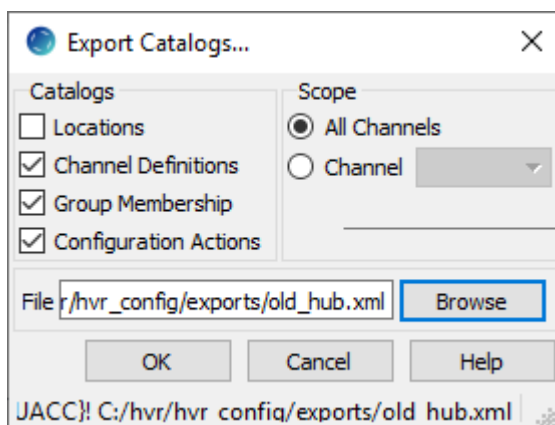 Export Catalogs...
Catalogs
Locations
Channel Definitions
Group Membership
Configuration Actions
Scope
All Channels
Channel
File r/hvr_config/exports/old_hub.xml Browse
OK Cancel Help
JACC}! C:/hvr/hvr_config/exports/old_hub.xml